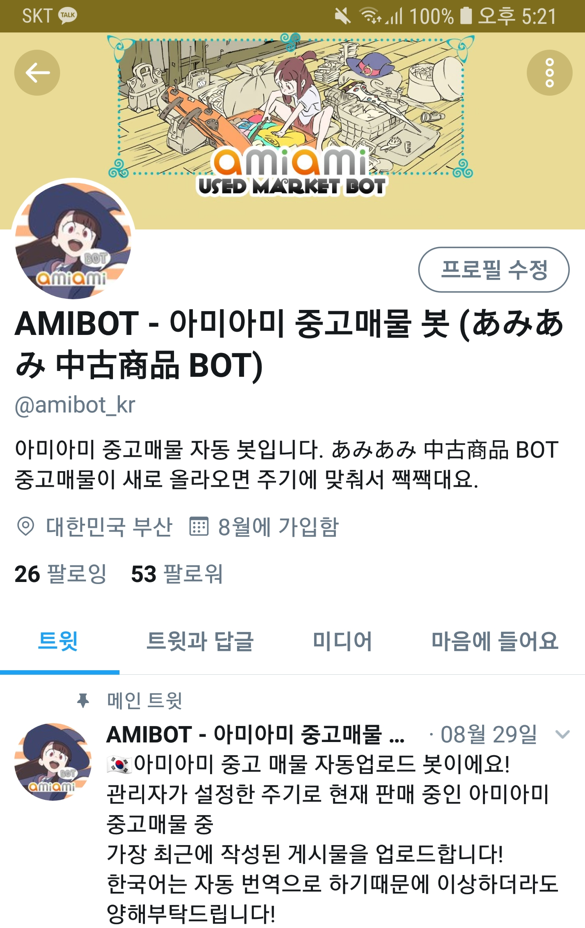 SKT TALK 100% 오후 5:21
amiami
USED MARKET BOT
BOT
amiami
프로필 수정
AMIBOT - 아미아미 중고매물 봇 (あみあ
み 中古商品 BOT)
@amibot_kr
아미아미 중고매물 자동 봇입니다. あみあみ 中古商品 BOT
중고매물이 새로 올라오면 주기에 맞춰서 짹짹대요.
대한민국 부산 8월에 가입함
26 팔로잉 53 팔로워
트윗 트윗과 답글 미디어 마음에 들어요
메인 트윗
AMIBOT - 아미아미 중고매물 ... · 08월 29일
BOT
amiami
🇰🇷아미아미 중고 매물 자동업로드 봇이에요!
관리자가 설정한 주기로 현재 판매 중인 아미아미
중고매물 중
가장 최근에 작성된 게시물을 업로드합니다!
한국어는 자동 번역으로 하기때문에 이상하더라도
양해부탁드립니다!